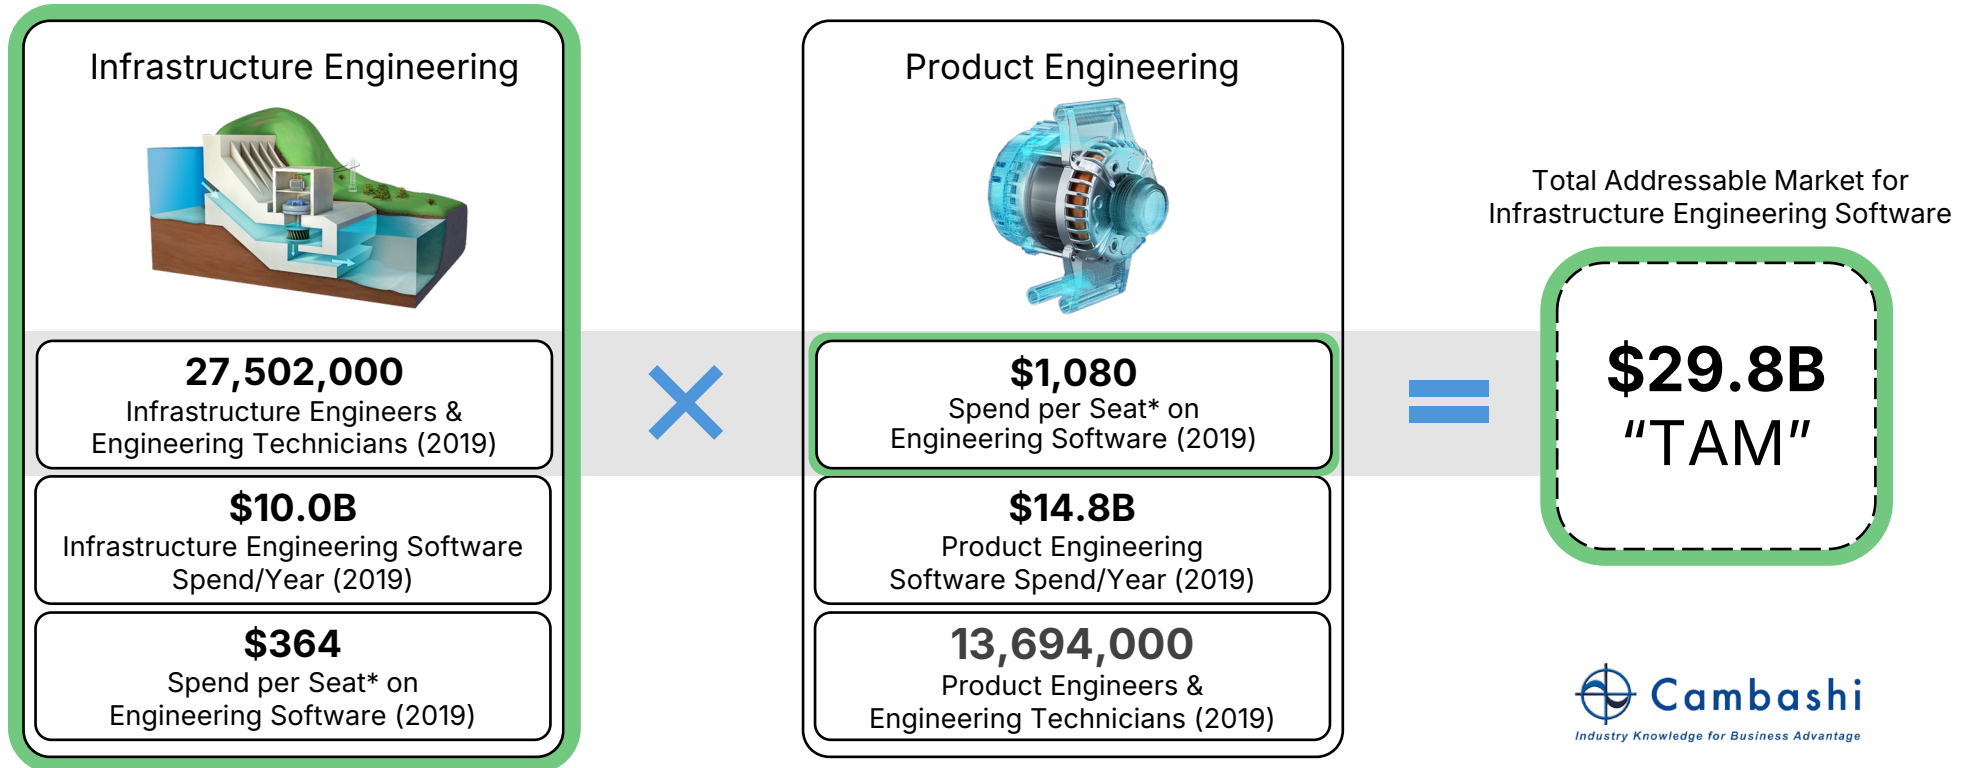 Infrastructure Engineering
27,502,000
Infrastructure Engineers &
Engineering Technicians (2019)
$10.0B
Infrastructure Engineering Software
Spend/Year (2019)
$364
Spend per Seat* on
Engineering Software (2019)
Product Engineering
$1,080
Spend per Seat* on
Engineering Software (2019)
$14.8B
Product Engineering
Software Spend/Year (2019)
13,694,000
Product Engineers &
Engineering Technicians (2019)
Total Addressable Market for
Infrastructure Engineering Software
$29.8B
“TAM”
Cambashi
Industry Knowledge for Business Advantage